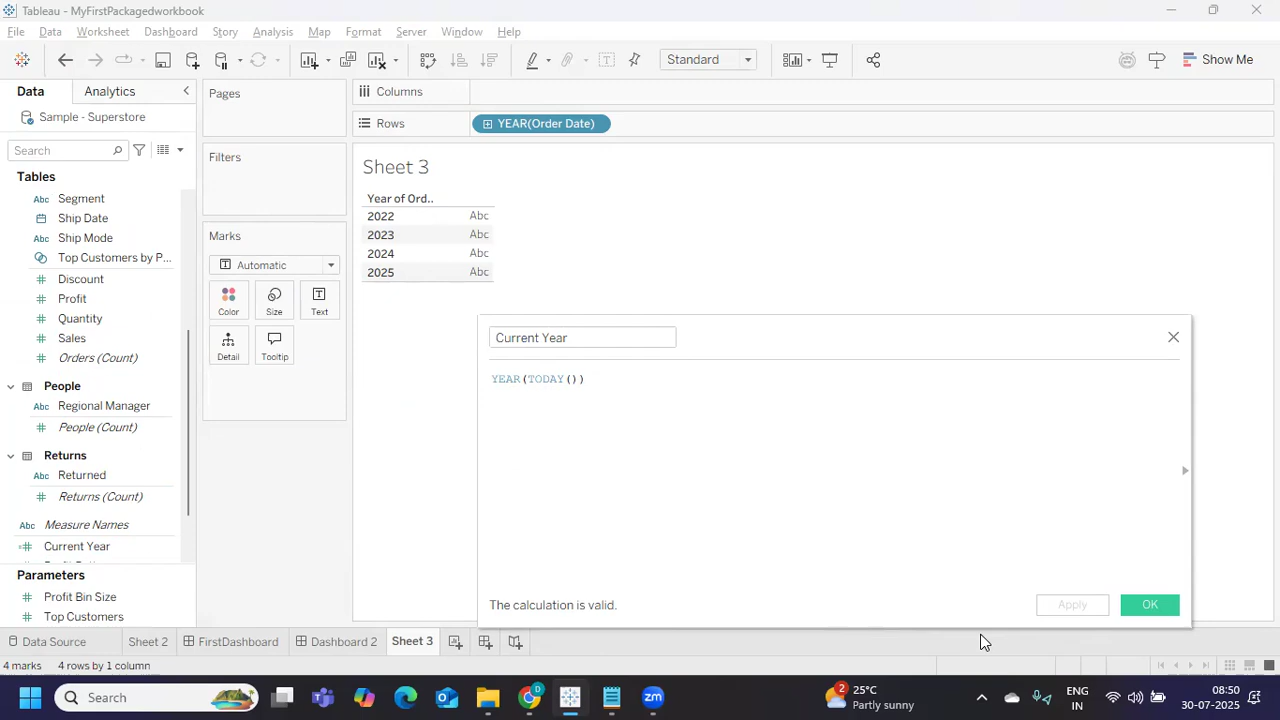 Tableau - MyFirstPackagedworkbook
File Data Worksheet Dashboard Story Analysis Map Format Server Window Help
Standard
Show Me
Data Analytics
Sample - Superstore
Search
Tables
Abc Segment
Ship Date
Abc Ship Mode
Top Customers by P...
Discount
Profit
Quantity
Sales
Orders (Count)
People
Abc Regional Manager
People (Count)
Returns
Abc Returned
Returns (Count)
Abc Measure Names
Current Year
Parameters
Profit Bin Size
Top Customers
Pages
Filters
Marks
Automatic
Color Size Text
Detail Tooltip
Columns
Rows YEAR(Order Date)
Sheet 3
Year of Ord..
2022 Abc
2023 Abc
2024 Abc
2025 Abc
Current Year
YEAR(TODAY())
The calculation is valid.
Apply OK
Data Source Sheet 2 FirstDashboard Dashboard 2 Sheet 3
4 marks 4 rows by 1 column
Search
2
25°C
Partly sunny
ENG
IN
08:50
30-07-2025